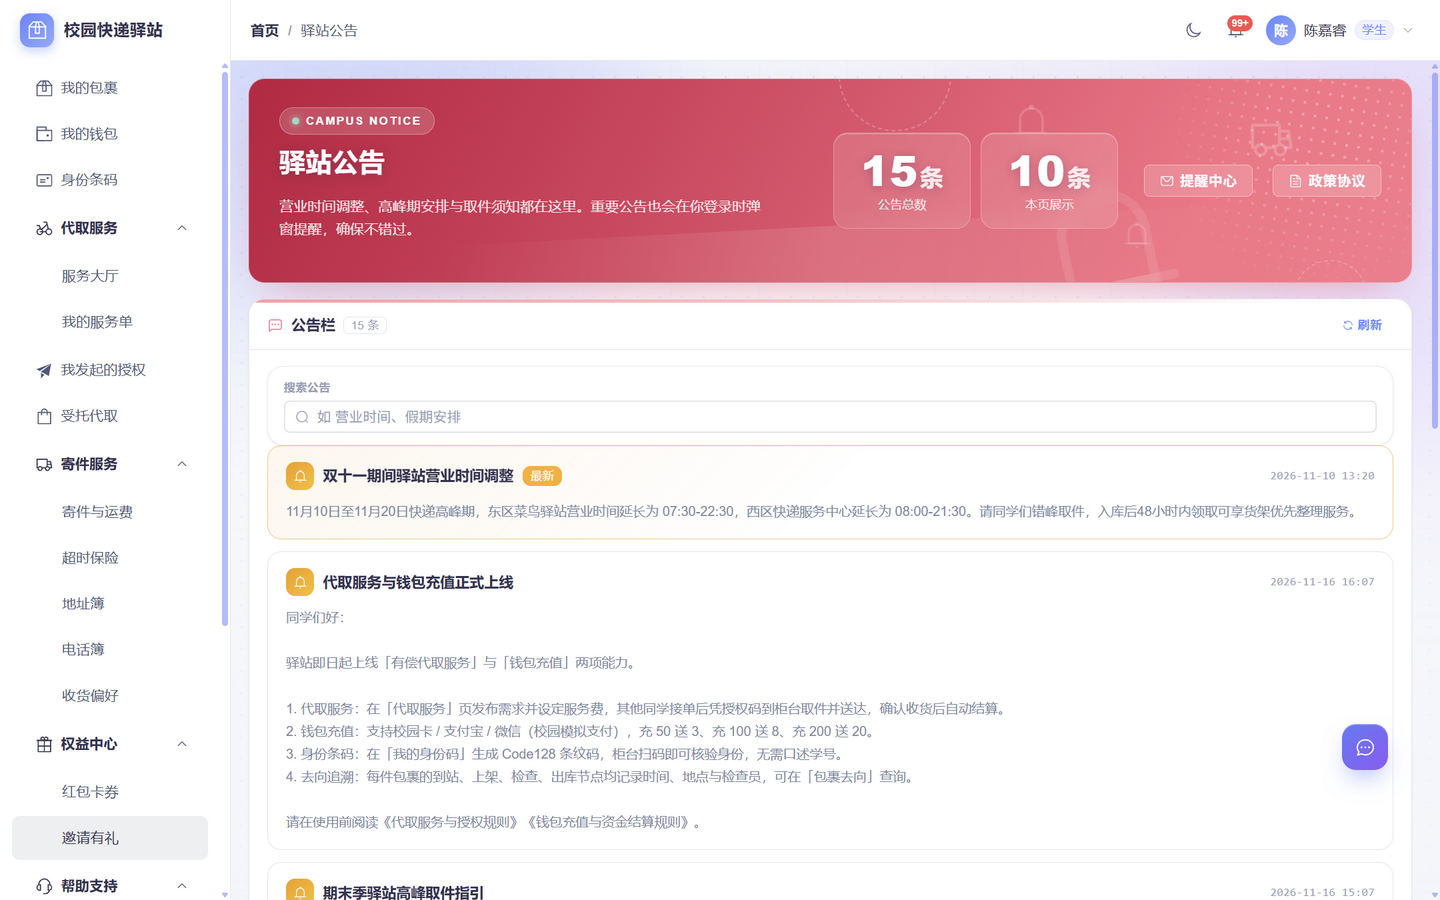 校园快递驿站
首页 / 驿站公告
99+
陈 陈嘉睿 学生
我的包裹
我的钱包
身份条码
代取服务
服务大厅
我的服务单
我发起的授权
受托代取
寄件服务
寄件与运费
超时保险
地址簿
电话簿
收货偏好
权益中心
红包卡券
邀请有礼
帮助支持
CAMPUS NOTICE
驿站公告
营业时间调整、高峰期安排与取件须知都在这里。重要公告也会在你登录时弹
窗提醒，确保不错过。
15条
公告总数
10条
本页展示
提醒中心
政策协议
公告栏 15 条
刷新
搜索公告
如 营业时间、假期安排
双十一期间驿站营业时间调整 最新
2026-11-10 13:20
11月10日至11月20日快递高峰期，东区菜鸟驿站营业时间延长为 07:30-22:30，西区快递服务中心延长为 08:00-21:30。请同学们错峰取件，入库后48小时内领取可享货架优先整理服务。
代取服务与钱包充值正式上线
2026-11-16 16:07
同学们好：
驿站即日起上线「有偿代取服务」与「钱包充值」两项能力。
1. 代取服务：在「代取服务」页发布需求并设定服务费，其他同学接单后凭授权码到柜台取件并送达，确认收货后自动结算。
2. 钱包充值：支持校园卡 / 支付宝 / 微信（校园模拟支付），充 50 送 3、充 100 送 8、充 200 送 20。
3. 身份条码：在「我的身份码」生成 Code128 条纹码，柜台扫码即可核验身份，无需口述学号。
4. 去向追溯：每件包裹的到站、上架、检查、出库节点均记录时间、地点与检查员，可在「包裹去向」查询。
请在使用前阅读《代取服务与授权规则》《钱包充值与资金结算规则》。
期末季驿站高峰取件指引
2026-11-16 15:07